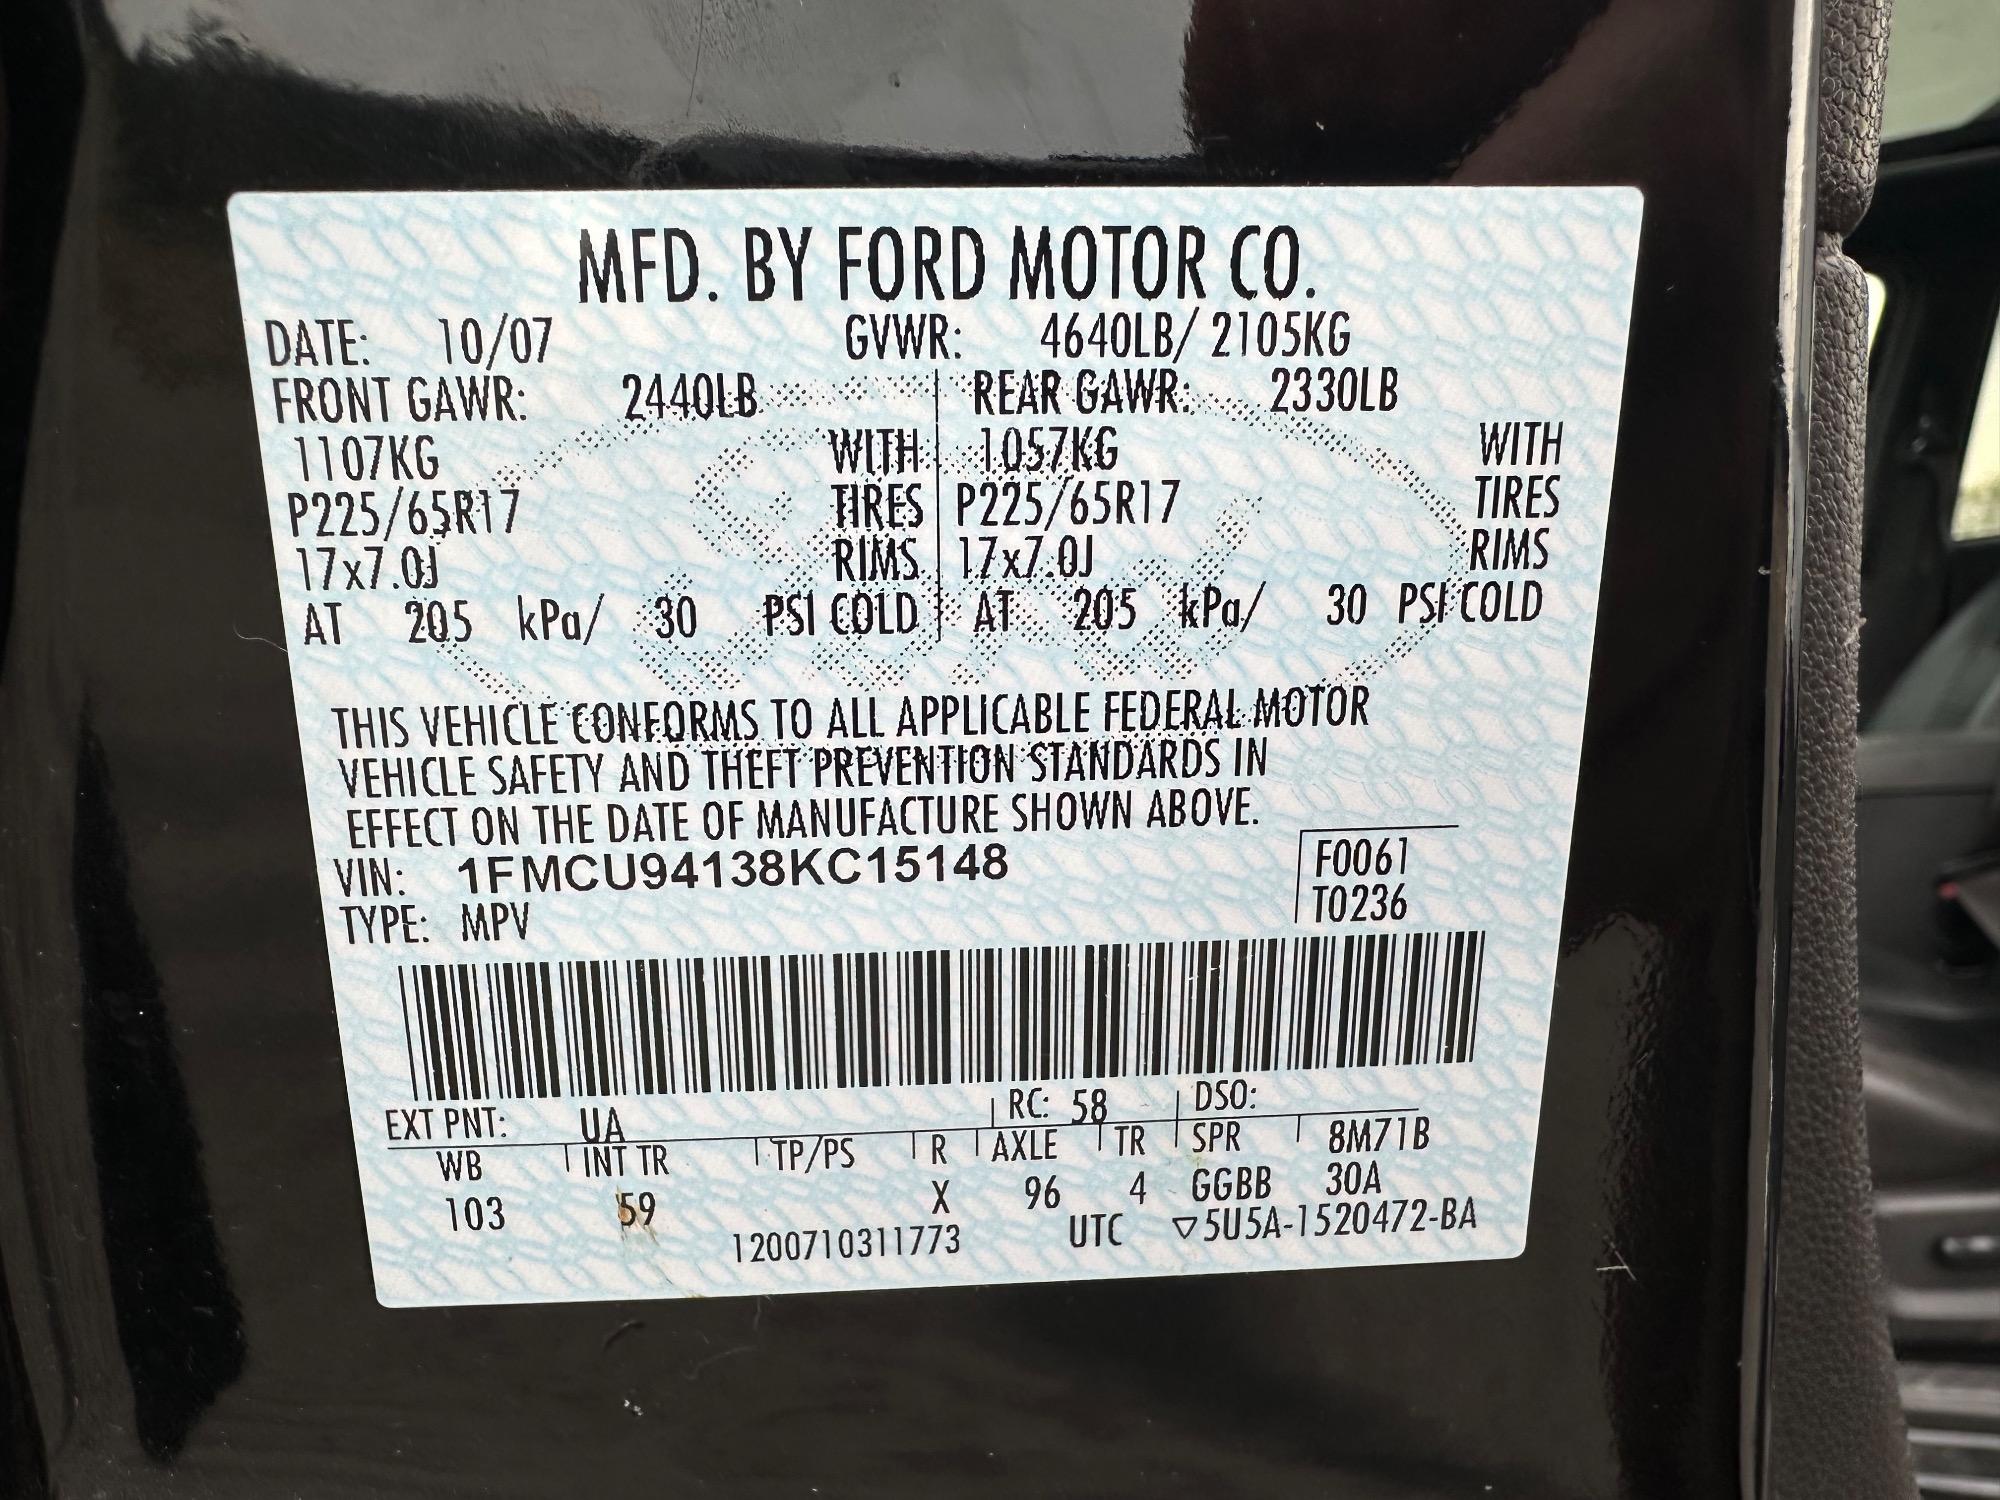 MFD. BY FORD MOTOR CO.
DATE: 10/07 GVWR: 4640LB/ 2105KG
FRONT GAWR: 2440LB REAR GAWR: 2330LB
1107KG WITH 1057KG WITH
P225/65R17 TIRES P225/65R17 TIRES
17x7.0J RIMS 17x7.0J RIMS
AT 205 kPa/ 30 PSI COLD AT 205 kPa/ 30 PSI COLD
THIS VEHICLE CONFORMS TO ALL APPLICABLE FEDERAL MOTOR
VEHICLE SAFETY AND THEFT PREVENTION STANDARDS IN
EFFECT ON THE DATE OF MANUFACTURE SHOWN ABOVE.
VIN: 1FMCU94138KC15148 F0061
TYPE: MPV T0236
EXT PNT: UA RC: 58 DSO:
WB INT TR TP/PS R AXLE TR SPR 8M71B
103 59 X 96 4 GGBB 30A
1200710311773 UTC ▽5U5A-1520472-BA